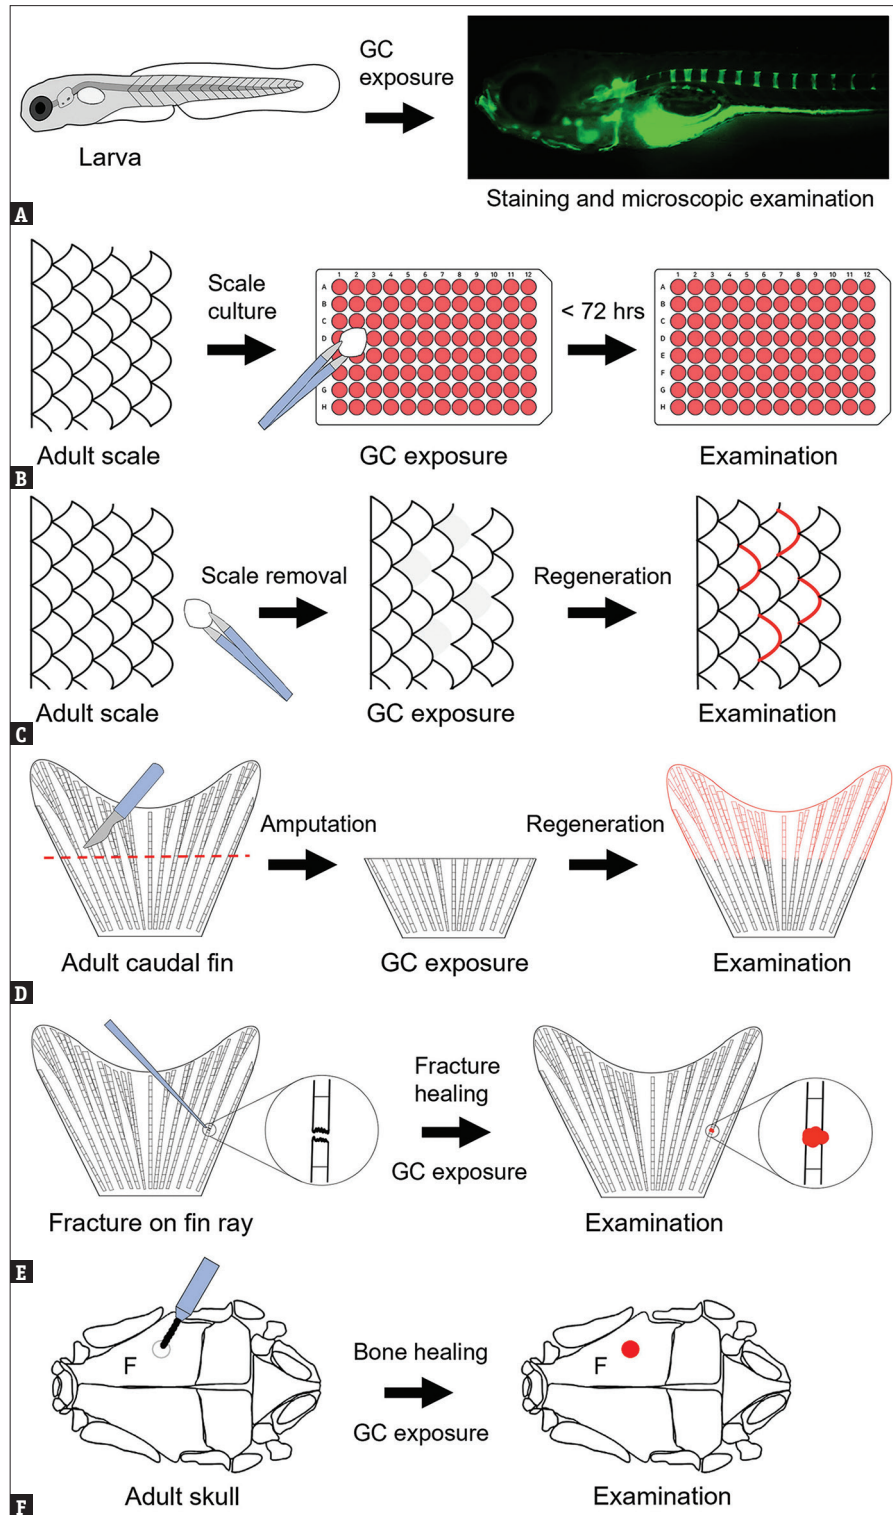 GC
exposure
Larva
Staining and microscopic examination
A
Scale
culture
1 2 3 4 5 6 7 8 9 10 11 12
A
B
C
D
G
H
< 72 hrs
1 2 3 4 5 6 7 8 9 10 11 12
A
B
C
D
E
F
G
H
Adult scale
GC exposure
Examination
B
Scale removal
Regeneration
Adult scale
GC exposure
Examination
C
Amputation
Regeneration
Adult caudal fin
GC exposure
Examination
D
Fracture
healing
GC exposure
Fracture on fin ray
Examination
E
F
Bone healing
GC exposure
F
Adult skull
Examination
F